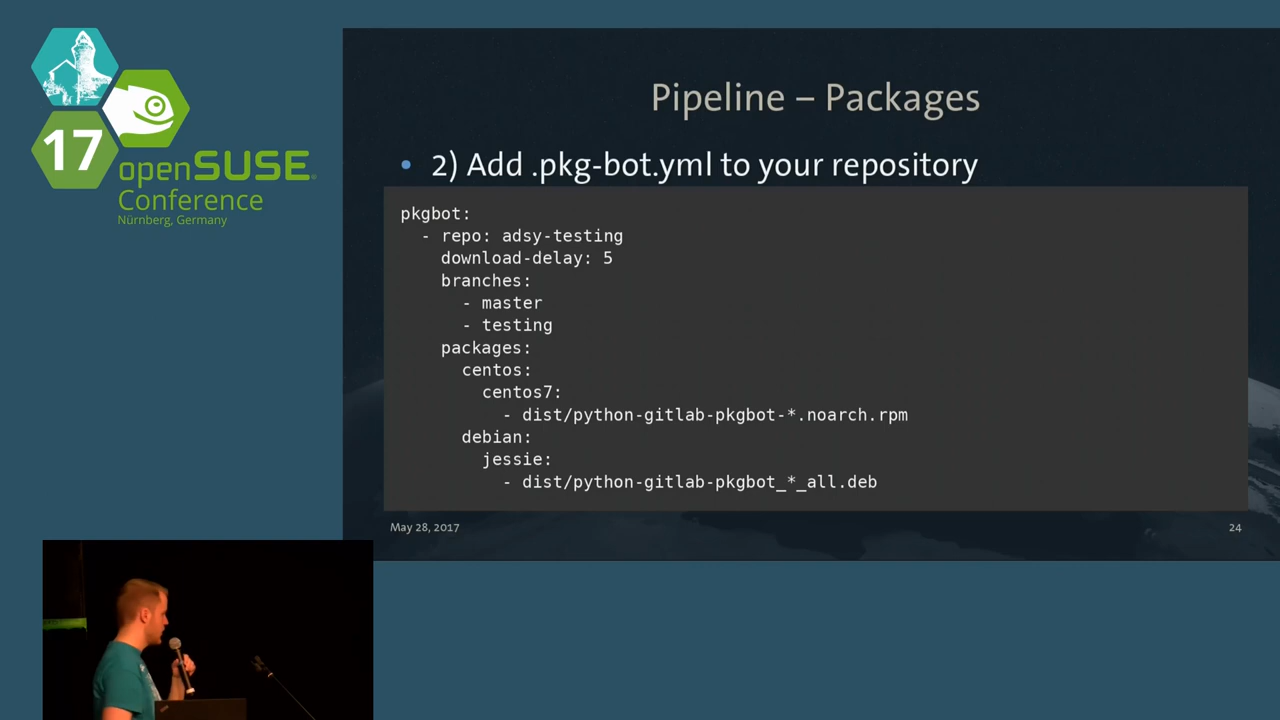 17
openSUSE
Conference
Nürnberg, Germany
Pipeline – Packages
• 2) Add .pkg-bot.yml to your repository
pkgbot:
  - repo: adsy-testing
    download-delay: 5
    branches:
      - master
      - testing
    packages:
      centos:
        centos7:
          - dist/python-gitlab-pkgbot-*.noarch.rpm
      debian:
        jessie:
          - dist/python-gitlab-pkgbot_*_all.deb
May 28, 2017
24